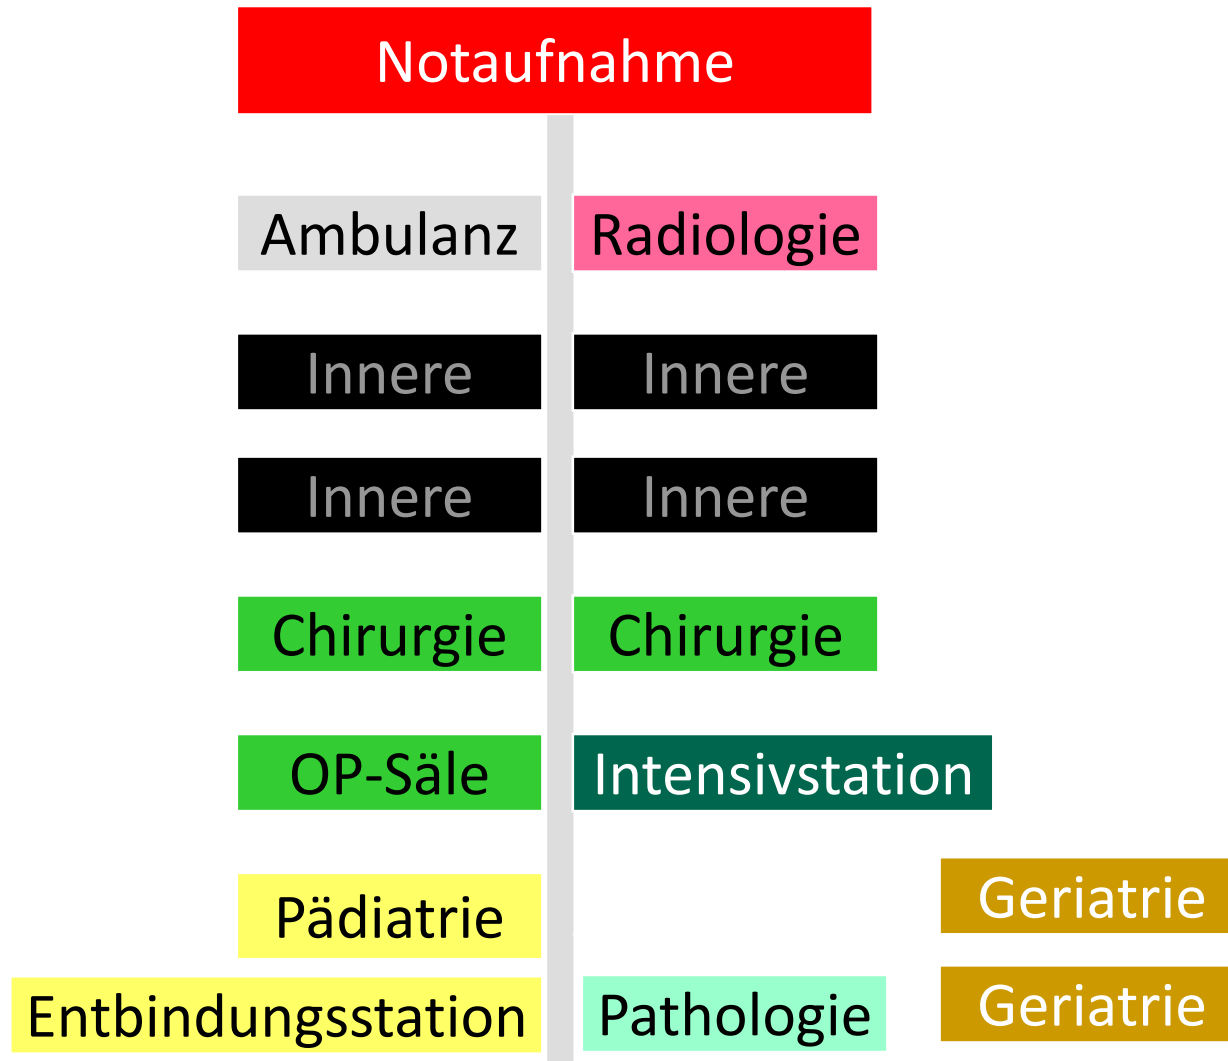 Notaufnahme
Ambulanz
Radiologie
Innere
Innere
Innere
Innere
Chirurgie
Chirurgie
OP-Säle
Intensivstation
Pädiatrie
Geriatrie
Entbindungsstation
Pathologie
Geriatrie